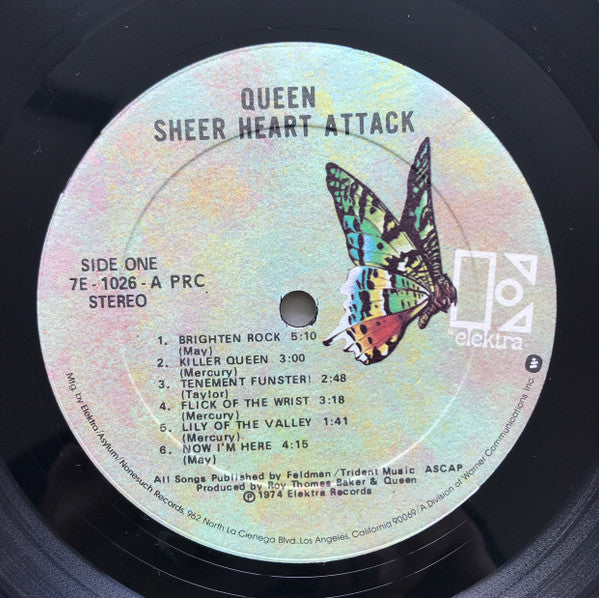 QUEEN
SHEER HEART ATTACK
SIDE ONE
7E-1026-A PRC
STEREO
elektra
1. BRIGHTEN ROCK 5:10
(May)
2. KILLER QUEEN 3:00
(Mercury)
3. TENEMENT FUNSTER! 2:48
(Taylor)
4. FLICK OF THE WRIST 3:18
(Mercury)
5. LILY OF THE VALLEY 1:41
(Mercury)
6. NOW I'M HERE 4:15
(May)
All Songs Published by Feldman/Trident Music ASCAP
Produced by Roy Thomas Baker & Queen
℗ 1974 Elektra Records
Mfg. by Elektra/Asylum/Nonesuch Records, 962 North La Cienega Blvd., Los Angeles, California 90069/A Division of Warner Communications Inc.